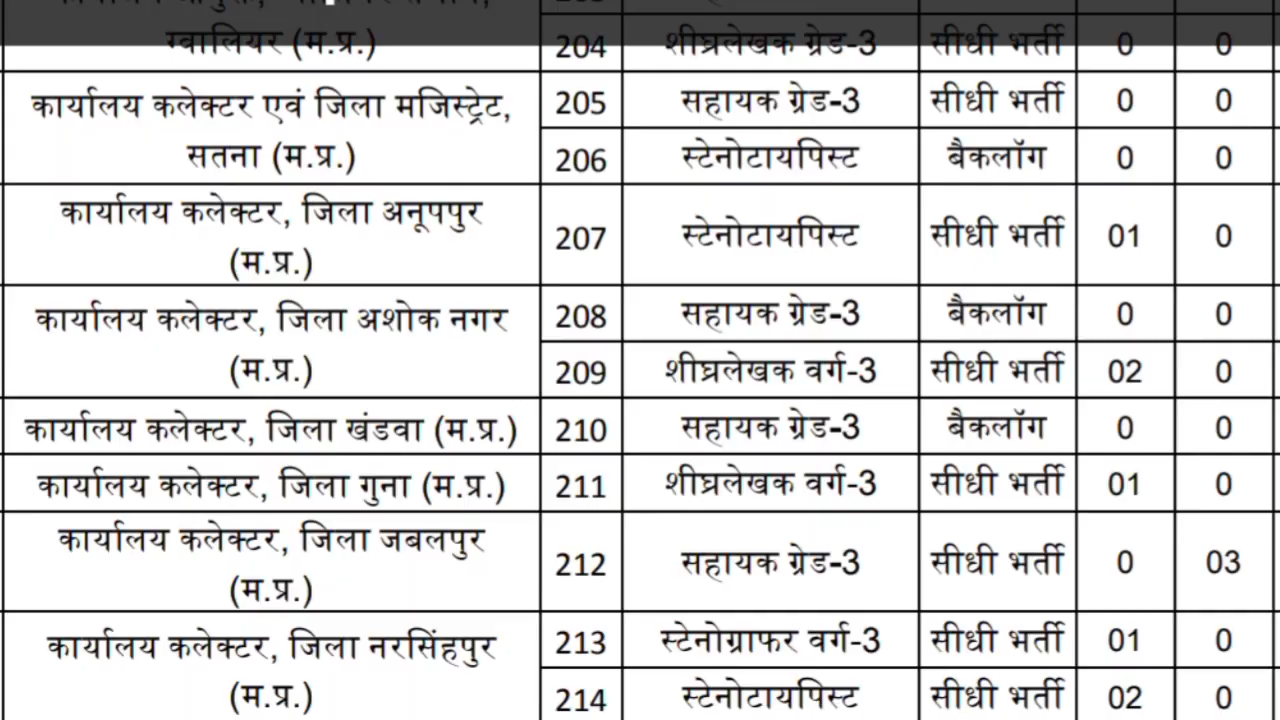 ग्वालियर (म.प्र.)
204 शीघ्रलेखक ग्रेड-3 सीधी भर्ती 0 0
कार्यालय कलेक्टर एवं जिला मजिस्ट्रेट,
सतना (म.प्र.)
205 सहायक ग्रेड-3 सीधी भर्ती 0 0
206 स्टेनोटायपिस्ट बैकलॉग 0 0
कार्यालय कलेक्टर, जिला अनूपपुर
(म.प्र.)
207 स्टेनोटायपिस्ट सीधी भर्ती 01 0
कार्यालय कलेक्टर, जिला अशोक नगर
(म.प्र.)
208 सहायक ग्रेड-3 बैकलॉग 0 0
209 शीघ्रलेखक वर्ग-3 सीधी भर्ती 02 0
कार्यालय कलेक्टर, जिला खंडवा (म.प्र.) 210 सहायक ग्रेड-3 बैकलॉग 0 0
कार्यालय कलेक्टर, जिला गुना (म.प्र.) 211 शीघ्रलेखक वर्ग-3 सीधी भर्ती 01 0
कार्यालय कलेक्टर, जिला जबलपुर
(म.प्र.)
212 सहायक ग्रेड-3 सीधी भर्ती 0 03
कार्यालय कलेक्टर, जिला नरसिंहपुर
(म.प्र.)
213 स्टेनोग्राफर वर्ग-3 सीधी भर्ती 01 0
214 स्टेनोटायपिस्ट सीधी भर्ती 02 0